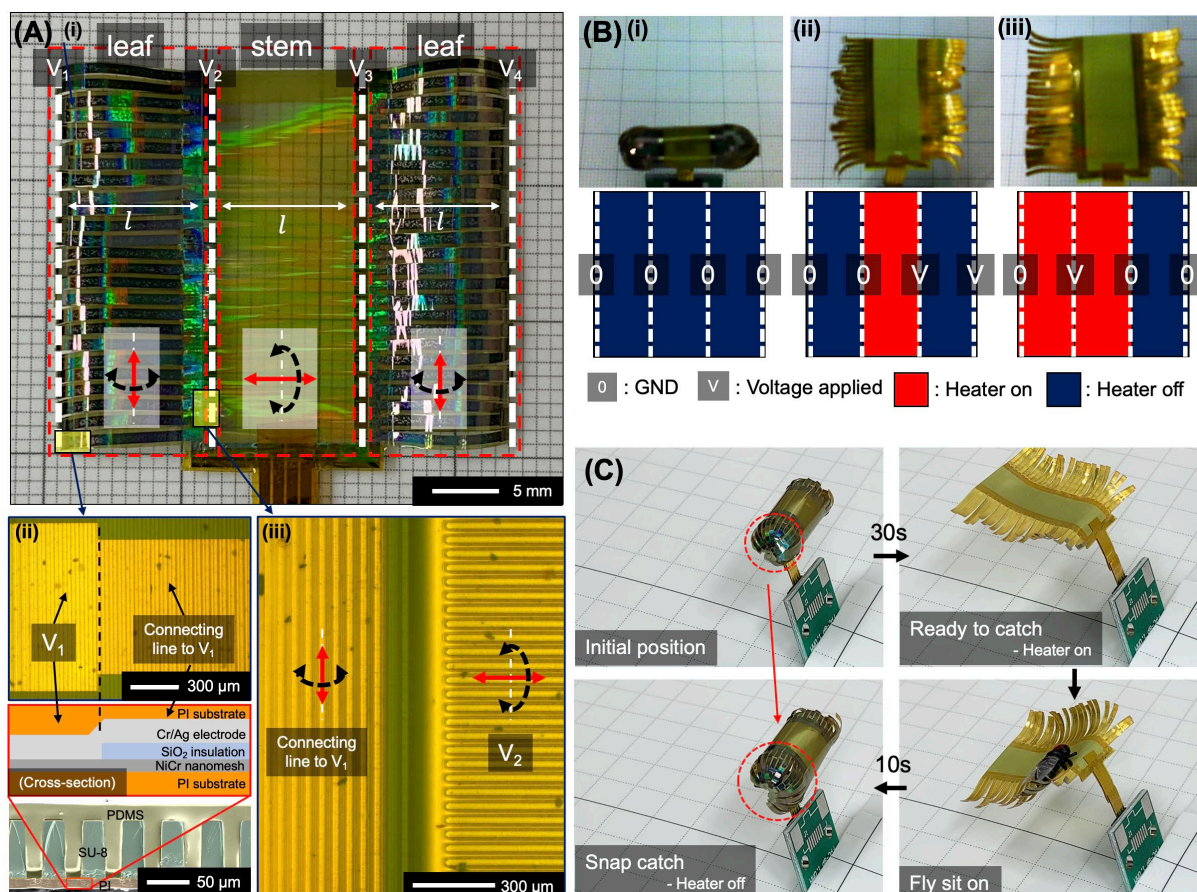 (A)
(i)
leaf
stem
leaf
V1
V2
V3
V4
l
l
l
5 mm
(ii)
V1
Connecting
line to V1
300 µm
PI substrate
Cr/Ag electrode
SiO2 insulation
NiCr nanomesh
(Cross-section)
PI substrate
PDMS
SU-8
PI
50 µm
(iii)
Connecting
line to V1
V2
300 µm
(B)
(i)
(ii)
(iii)
0 0 0 0
0 0 V V
0 V 0 0
0 : GND
V : Voltage applied
: Heater on
: Heater off
(C)
Initial position
30s
Ready to catch
- Heater on
Snap catch
- Heater off
10s
Fly sit on